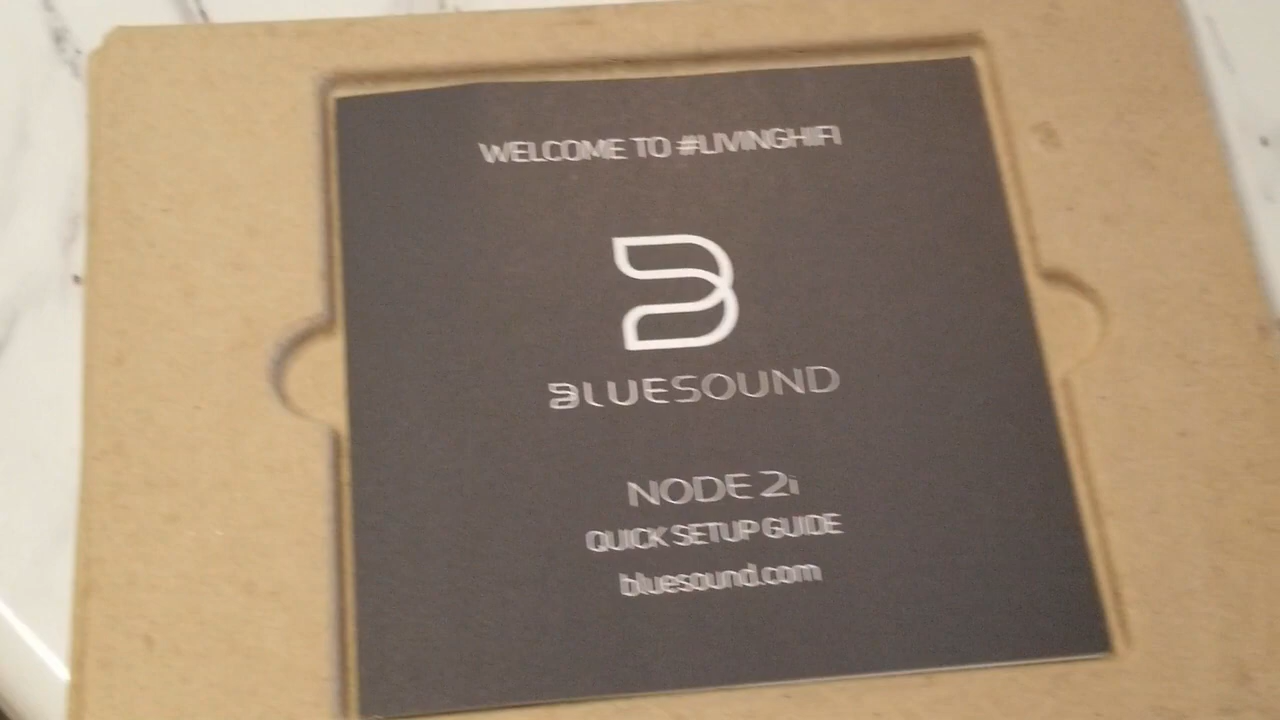 WELCOME TO #LIVINGHIFI
BLUESOUND
NODE 2i
QUICK SETUP GUIDE
bluesound.com